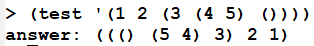 > (test '(1 2 (3 (4 5) ())))
answer: ((() (5 4) 3) 2 1)